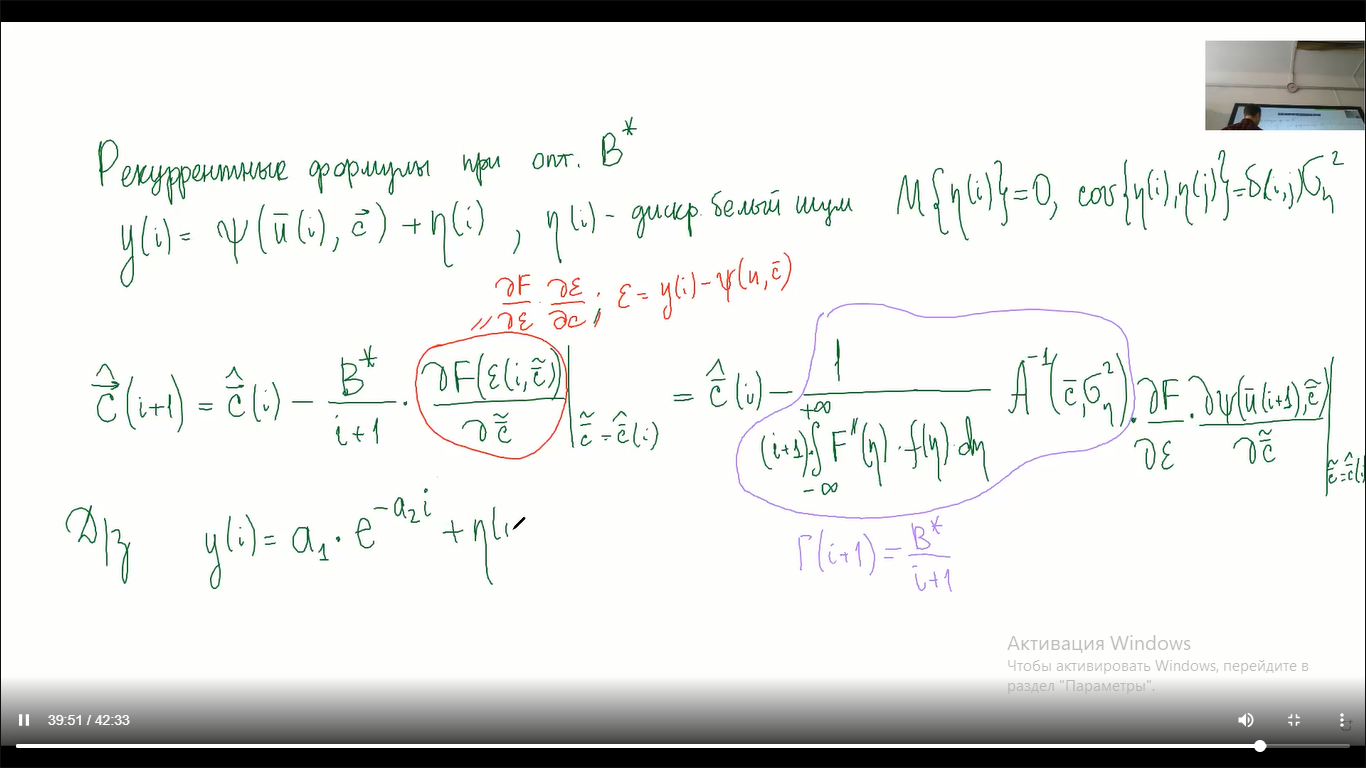 Рекуррентные формулы при опт. B*
y(i) = ψ(ū(i), c⃗) + η(i) , η(i) - дискр. белый шум M{η(i)}=0, cov{η(i),η(j)}=δ(i,j)σ_η²
∂F/∂ε · ∂ε/∂c ; ε = y(i) - ψ(u, c̄)
ĉ(i+1) = ĉ(i) - B*/(i+1) · ∂F(ε(i,c̃))/∂c̃ |c̃=ĉ(i) = ĉ(i) - 1/((i+1)·∫_{-∞}^{+∞} F''(η)·f(η)·dη) A⁻¹(c̄,σ_η²) · ∂F/∂ε · ∂ψ(ū(i+1),c̃)/∂c̃ |c̃=ĉ(i
Д/з y(i) = a₁·e^{-a₂i} + η(i
Γ(i+1) = B*/(i+1)
Активация Windows
Чтобы активировать Windows, перейдите в
раздел "Параметры".
39:51 / 42:33